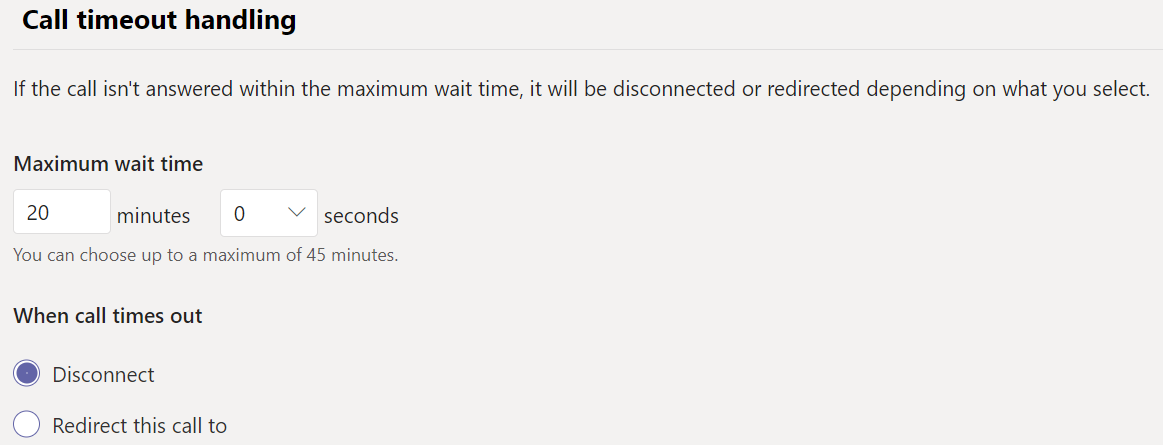 Call timeout handling
If the call isn't answered within the maximum wait time, it will be disconnected or redirected depending on what you select.
Maximum wait time
20 minutes 0 seconds
You can choose up to a maximum of 45 minutes.
When call times out
Disconnect
Redirect this call to